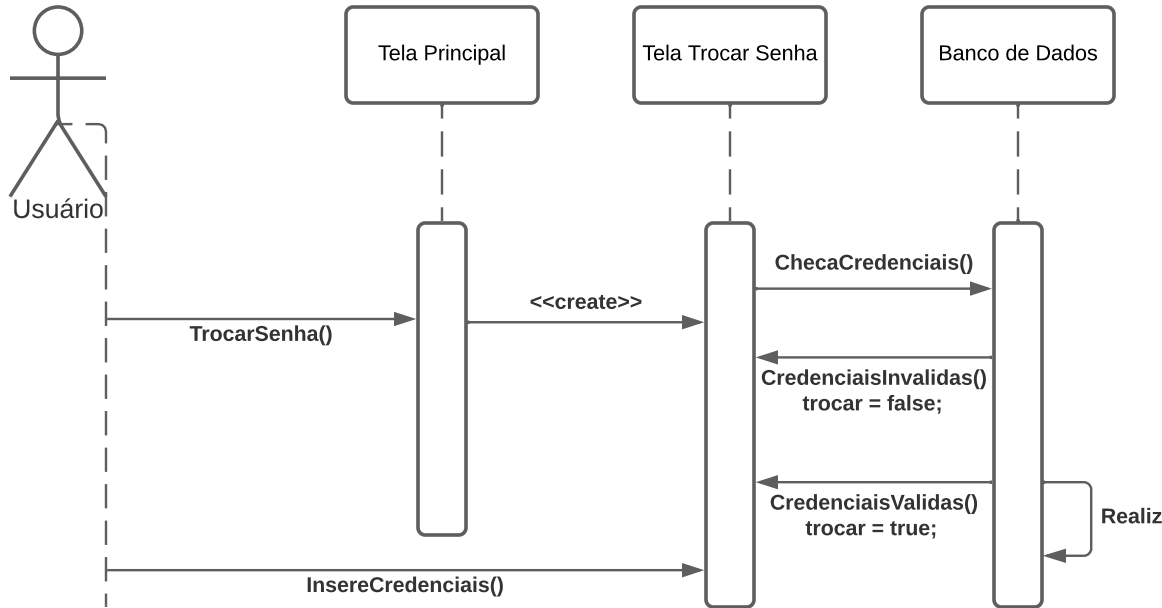 Tela Principal
Tela Trocar Senha
Banco de Dados
Usuário
ChecaCredenciais()
<<create>>
TrocarSenha()
CredenciaisInvalidas()
trocar = false;
CredenciaisValidas()
trocar = true;
Realiz
InsereCredenciais()